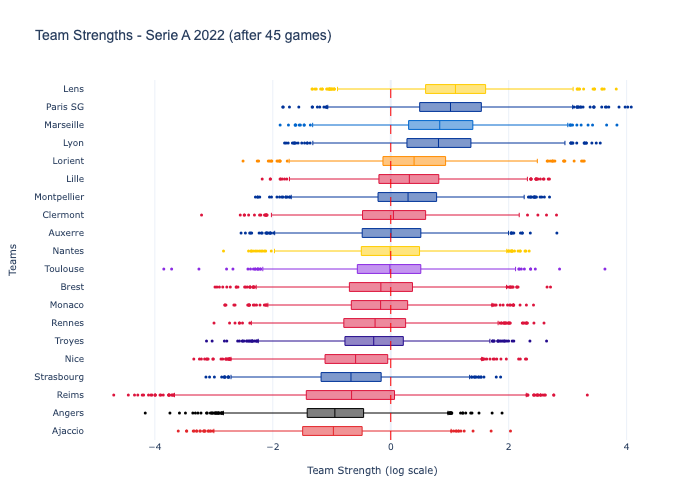 Team Strengths - Serie A 2022 (after 45 games)
Lens
Paris SG
Marseille
Lyon
Lorient
Lille
Montpellier
Clermont
Auxerre
Nantes
Toulouse
Brest
Monaco
Rennes
Troyes
Nice
Strasbourg
Reims
Angers
Ajaccio
Teams
−4 −2 0 2 4
Team Strength (log scale)